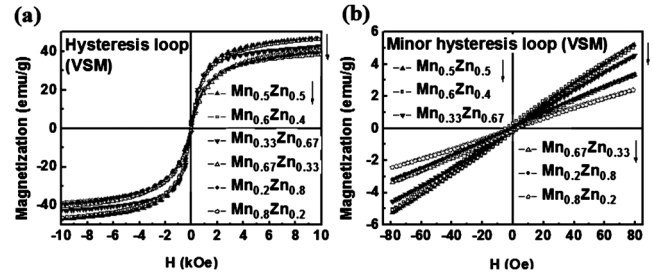 (a)
Hysteresis loop
(VSM)
Mn0.5Zn0.5
Mn0.6Zn0.4
Mn0.33Zn0.67
Mn0.67Zn0.33
Mn0.2Zn0.8
Mn0.8Zn0.2
Magnetization (emu/g)
40
20
0
-20
-40
-10 -8 -6 -4 -2 0 2 4 6 8 10
H (kOe)
(b)
Minor hysteresis loop (VSM)
Mn0.5Zn0.5
Mn0.6Zn0.4
Mn0.33Zn0.67
Mn0.67Zn0.33
Mn0.2Zn0.8
Mn0.8Zn0.2
Magnetization (emu/g)
6
4
2
0
-2
-4
-6
-80 -60 -40 -20 0 20 40 60 80
H (Oe)